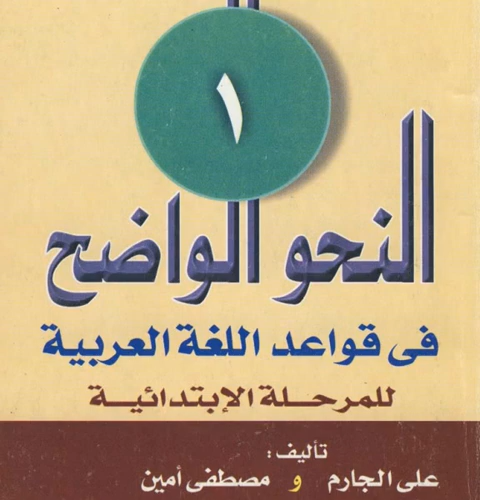 ١
النحو الواضح
فى قواعد اللغة العربية
للمرحلة الإبتدائية
تأليف:
على الجارم و مصطفى أمين